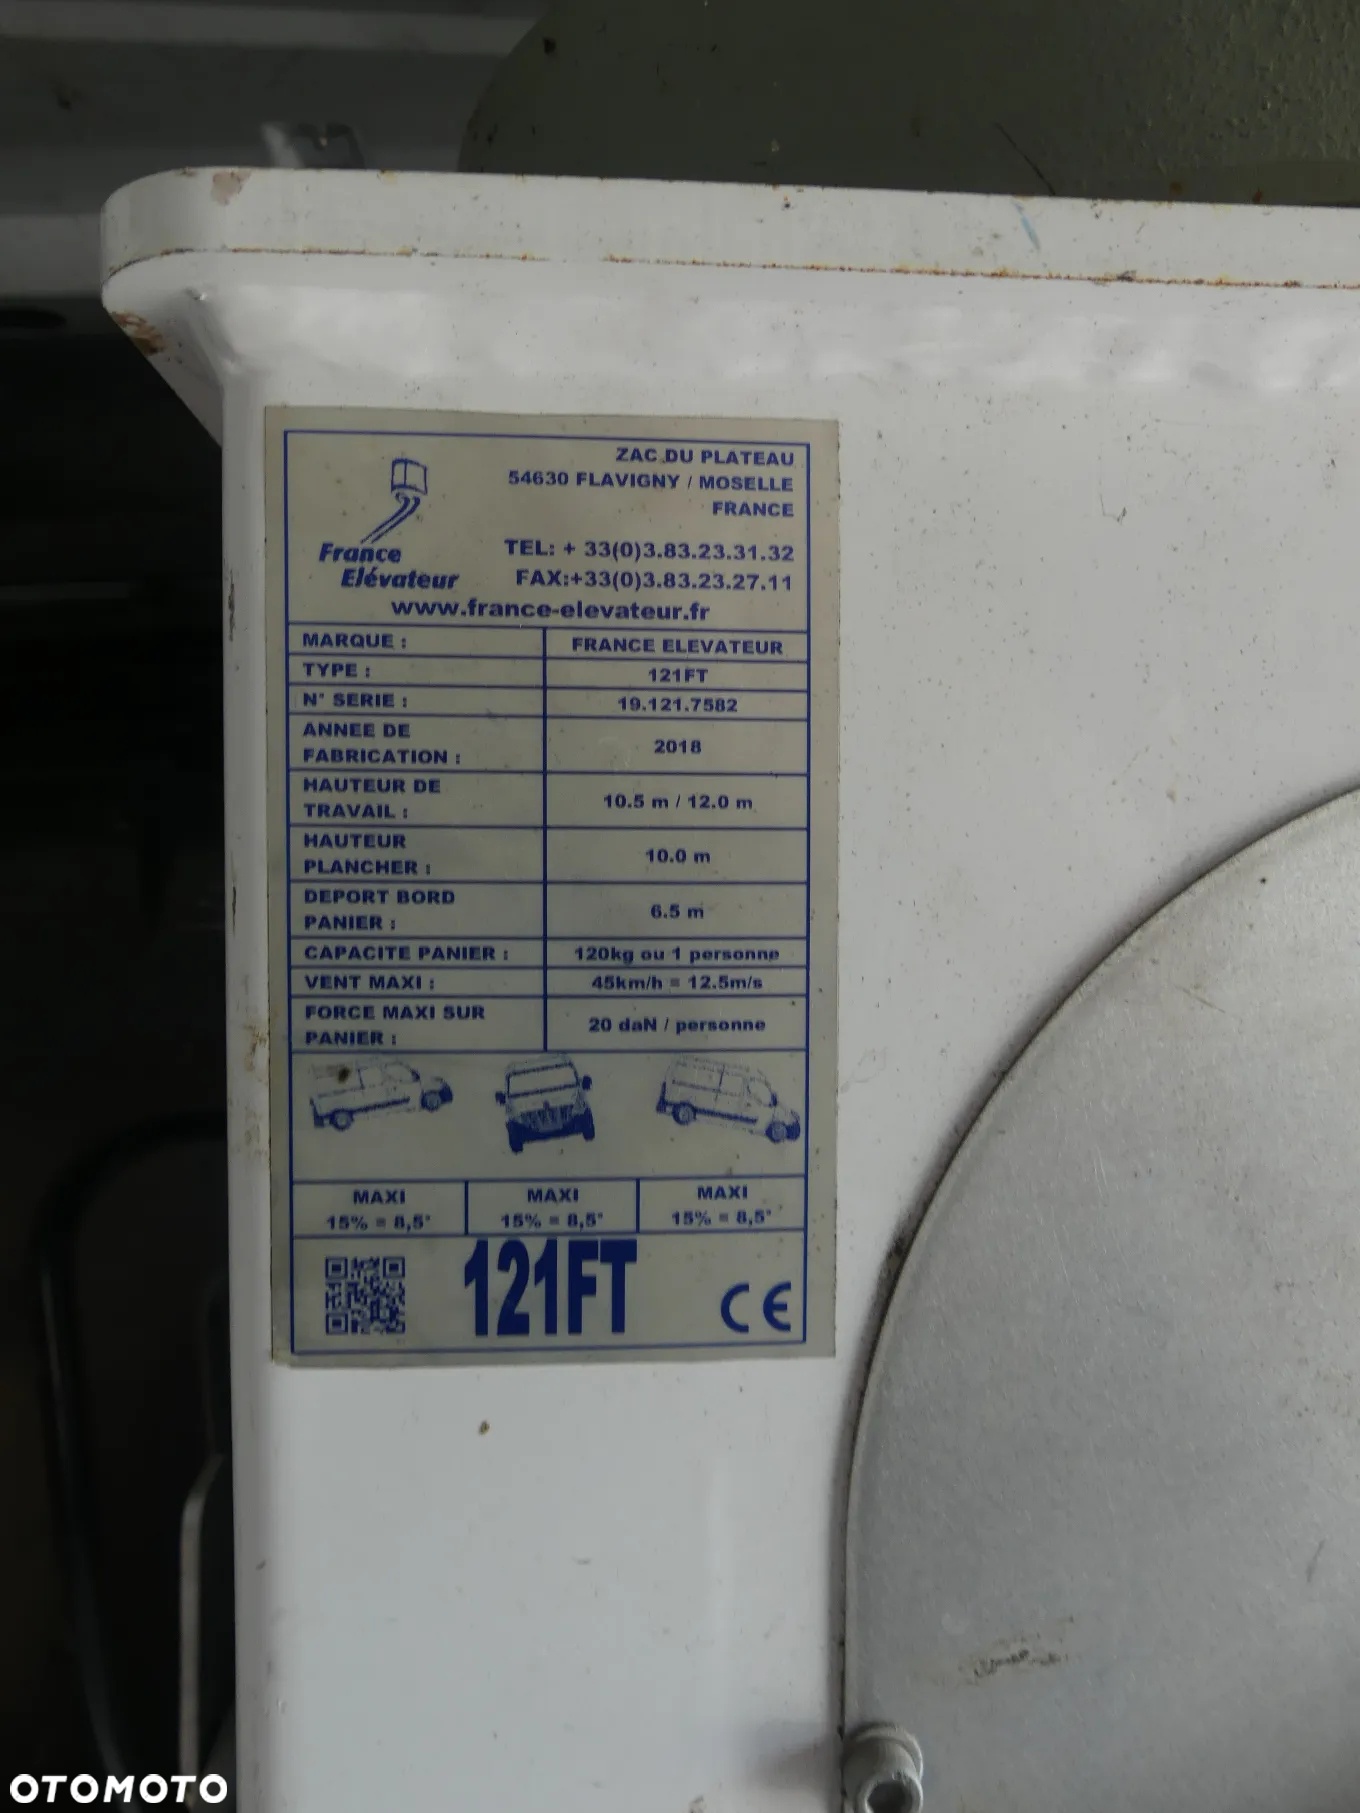 ZAC DU PLATEAU
54630 FLAVIGNY / MOSELLE
FRANCE
France
Elévateur
TEL: + 33(0)3.83.23.31.32
FAX:+33(0)3.83.23.27.11
www.france-elevateur.fr
MARQUE : FRANCE ELEVATEUR
TYPE : 121FT
N° SERIE : 19.121.7582
ANNEE DE
FABRICATION : 2018
HAUTEUR DE
TRAVAIL : 10.5 m / 12.0 m
HAUTEUR
PLANCHER : 10.0 m
DEPORT BORD
PANIER : 6.5 m
CAPACITE PANIER : 120kg ou 1 personne
VENT MAXI : 45km/h = 12.5m/s
FORCE MAXI SUR
PANIER : 20 daN / personne
MAXI MAXI MAXI
15% = 8,5° 15% = 8,5° 15% = 8,5°
121FT CE
OTOMOTO